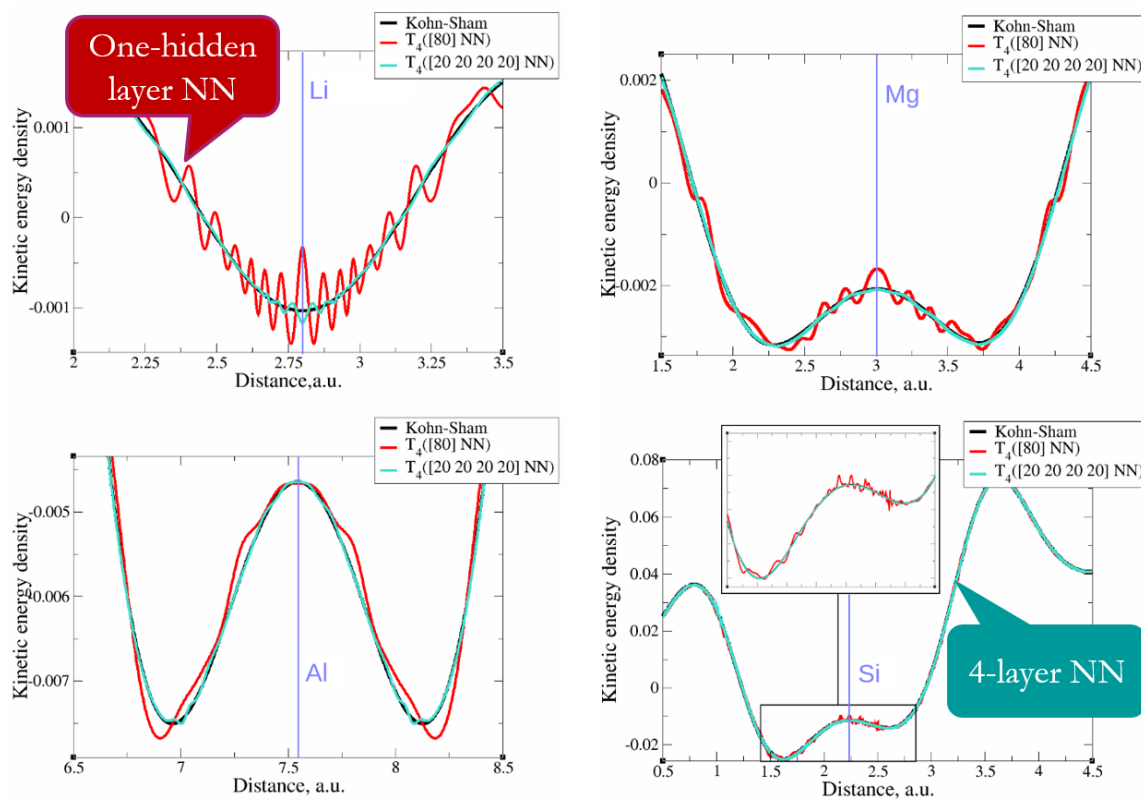 One-hidden
layer NN
Kohn-Sham
T4([80] NN)
T4([20 20 20 20] NN)
Li
Kinetic energy density
0.001
0
-0.001
2 2.25 2.5 2.75 3 3.25 3.5
Distance,a.u.
Kohn-Sham
T4([80] NN)
T4([20 20 20 20] NN)
Mg
Kinetic energy density
0.002
0
-0.002
1.5 2 2.5 3 3.5 4 4.5
Distance, a.u.
Kohn-Sham
T4([80] NN)
T4([20 20 20 20] NN)
Al
Kinetic energy density
-0.005
-0.006
-0.007
6.5 7 7.5 8 8.5
Distance, a.u.
Kohn-Sham
T4([80] NN)
T4([20 20 20 20] NN)
Si
4-layer NN
Kinetic energy density
0.08
0.06
0.04
0.02
0
-0.02
0.5 1 1.5 2 2.5 3 3.5 4 4.5
Distance, a.u.